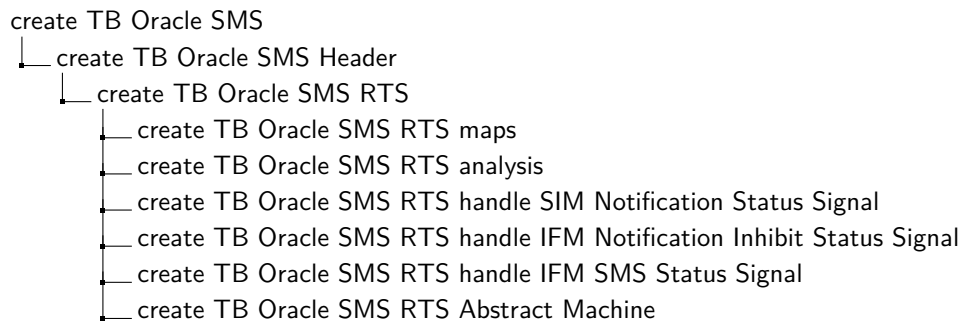 create TB Oracle SMS
create TB Oracle SMS Header
create TB Oracle SMS RTS
create TB Oracle SMS RTS maps
create TB Oracle SMS RTS analysis
create TB Oracle SMS RTS handle SIM Notification Status Signal
create TB Oracle SMS RTS handle IFM Notification Inhibit Status Signal
create TB Oracle SMS RTS handle IFM SMS Status Signal
create TB Oracle SMS RTS Abstract Machine